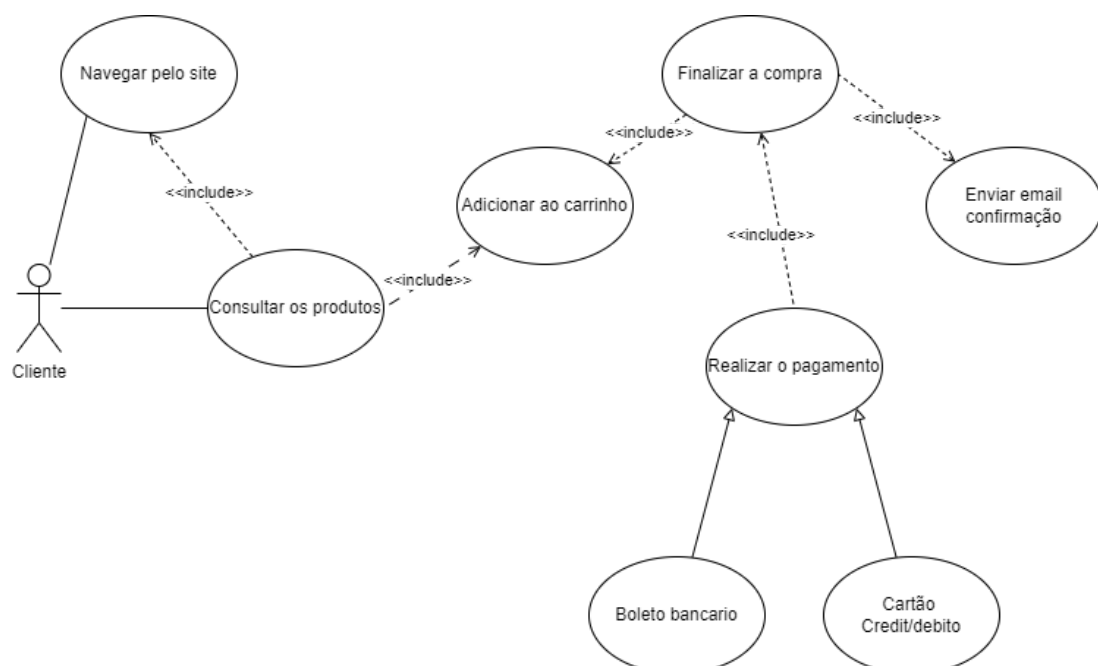 Navegar pelo site
Finalizar a compra
<<include>>
<<include>>
<<include>>
Adicionar ao carrinho
Enviar email
confirmação
<<include>>
<<include>>
Consultar os produtos
Cliente
Realizar o pagamento
Boleto bancario
Cartão
Credit/debito